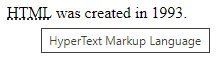 HTML was created in 1993.
HyperText Markup Language